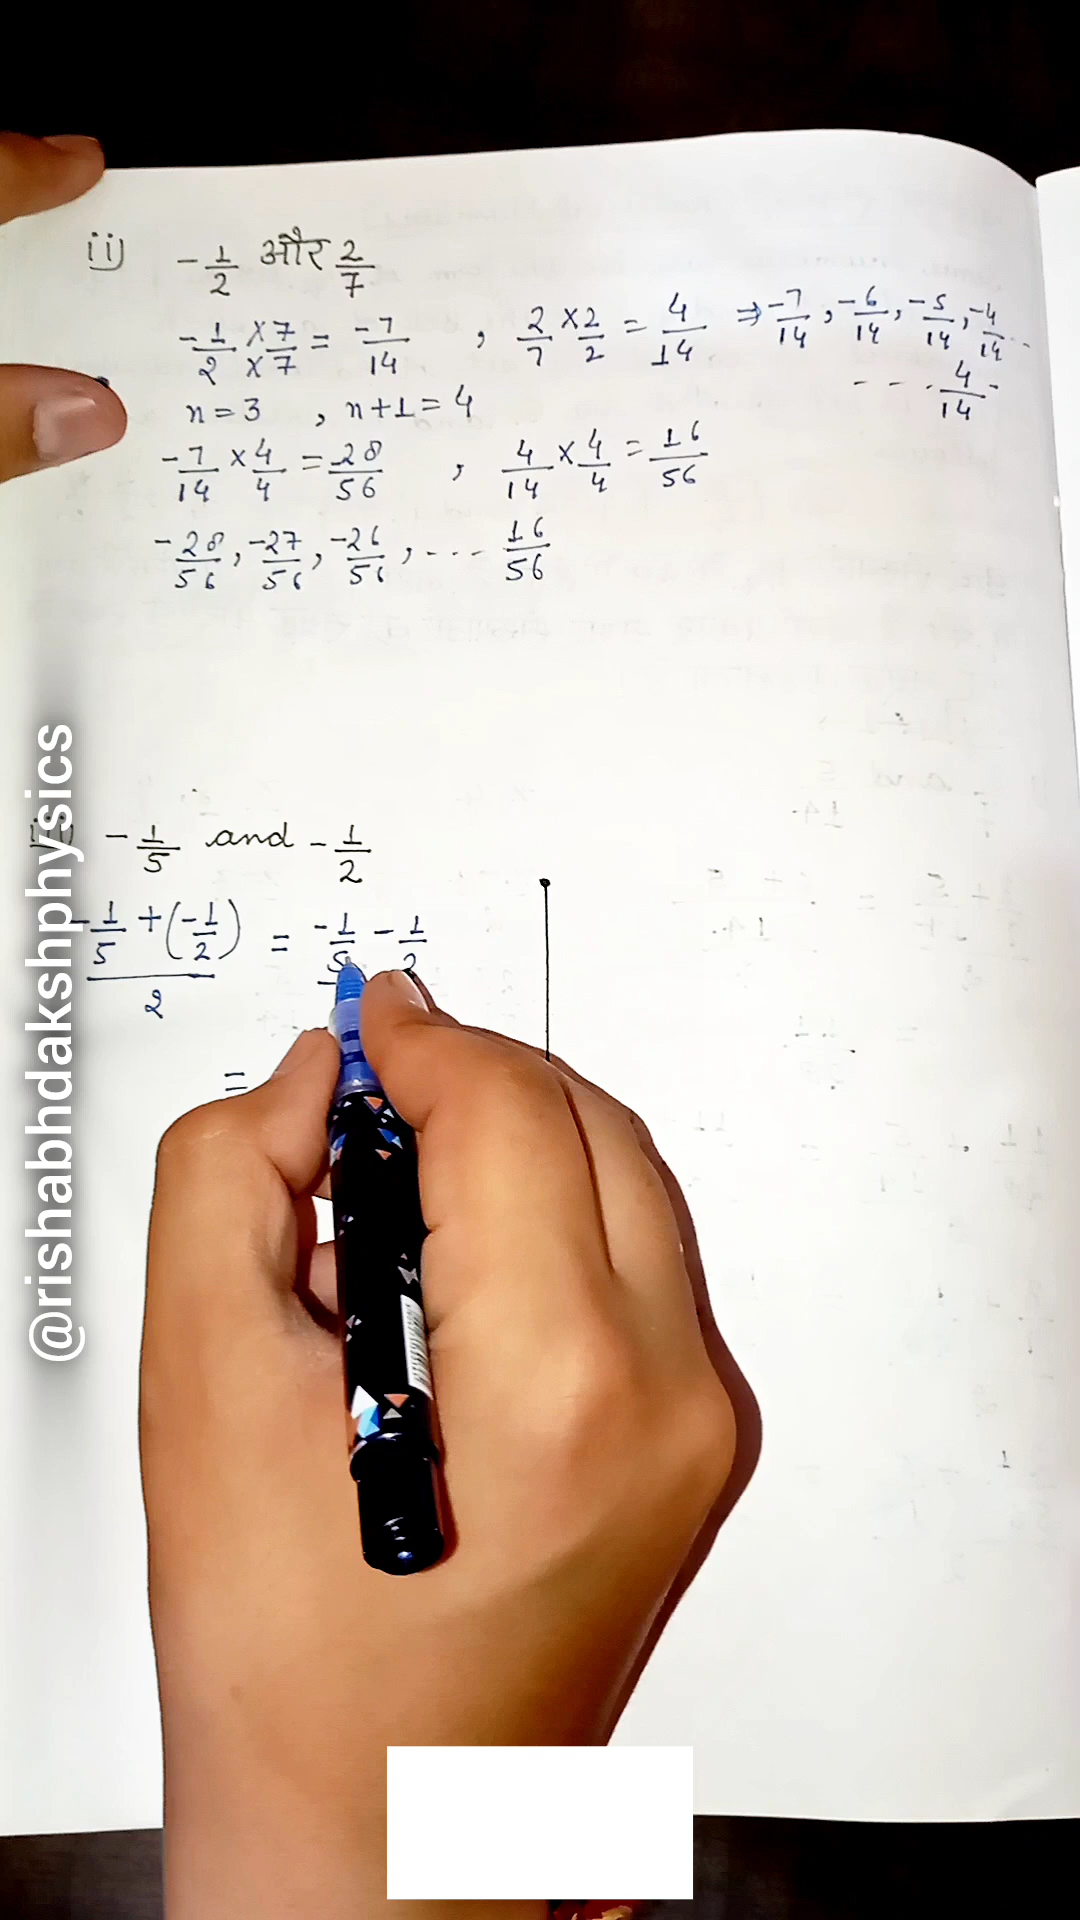 ii) -1/2 और 2/7
-1/2 ×7/×7 = -7/14 , 2/7 ×2/2 = 4/14 ⇒ -7/14, -6/14, -5/14, -4/14 ...
- - - 4/14 -
n=3 , n+1=4
-7/14 × 4/4 = 28/56 , 4/14 × 4/4 = 16/56
-28/56, -27/56, -26/56, - - - 16/56
-1/5 and -1/2
-1/5 + (-1/2) = -1/5 - 1/2
2
=
@rishabhdakshphysics